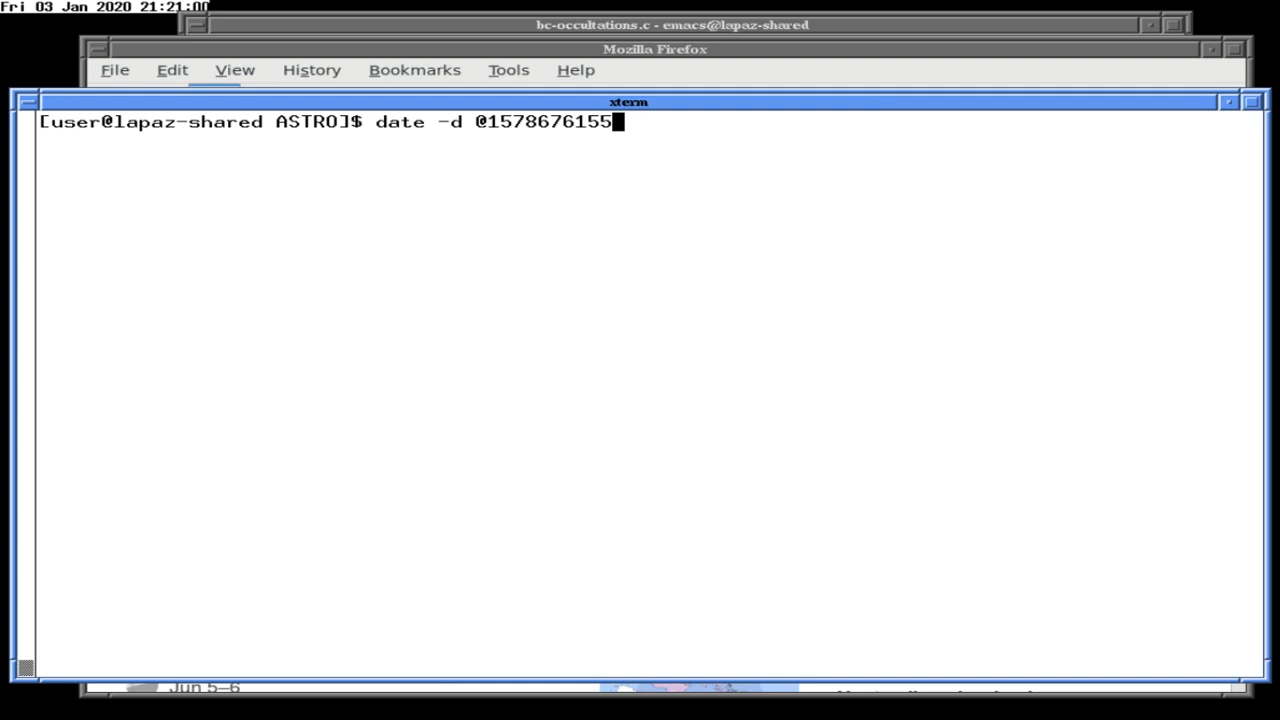 Fri 03 Jan 2020 21:21:00
bc-occultations.c - emacs@lapaz-shared
Mozilla Firefox
File Edit View History Bookmarks Tools Help
xterm
[user@lapaz-shared ASTRO]$ date -d @1578676155
Jun 5–6